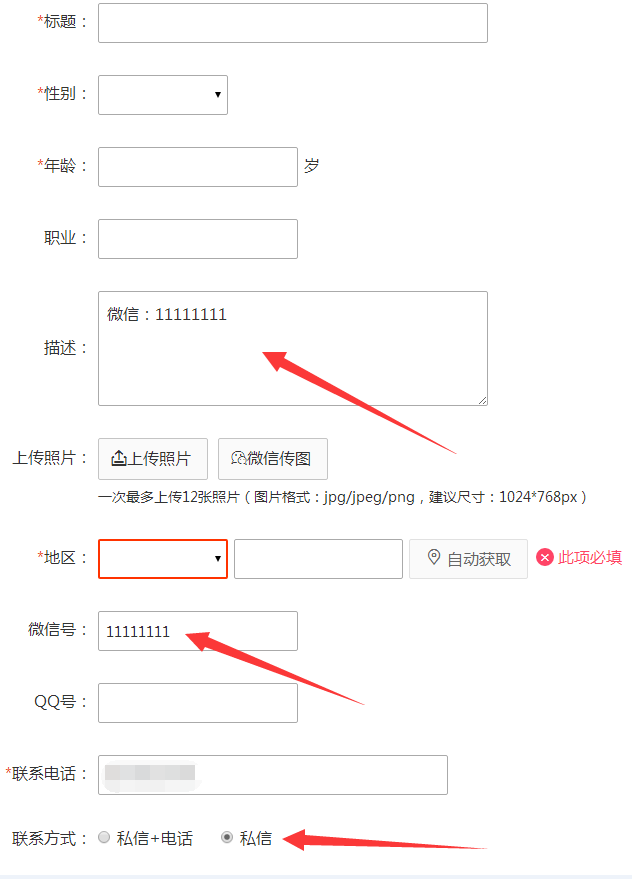 *标题：
*性别：
*年龄： 岁
职业：
微信：11111111
描述：
上传照片： 上传照片 微信传图
一次最多上传12张照片（图片格式：jpg/jpeg/png，建议尺寸：1024*768px）
*地区： 自动获取 此项必填
微信号： 11111111
QQ号：
*联系电话：
联系方式： 私信+电话 私信